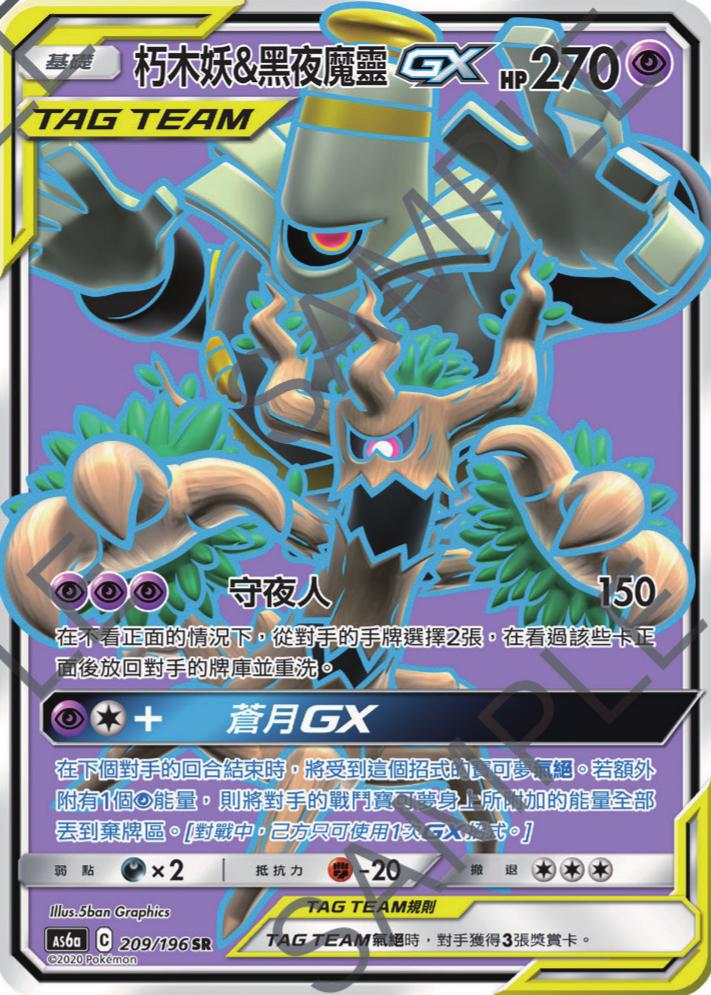 基礎 朽木妖&黑夜魔靈 GX HP 270
TAG TEAM
守夜人 150
在不看正面的情況下，從對手的手牌選擇2張，在看過該些卡正
面後放回對手的牌庫並重洗。
+ 蒼月GX
在下個對手的回合結束時，將受到這個招式的寶可夢氣絕。若額外
附有1個能量，則將對手的戰鬥寶可夢身上所附加的能量全部
丟到棄牌區。[對戰中，己方只可使用1次GX招式。]
弱點 ×2 抵抗力 -20 撤退
Illus.5ban Graphics
TAG TEAM規則
AS6a C 209/196 SR
TAG TEAM氣絕時，對手獲得3張獎賞卡。
©2020 Pokémon
SAMPLE
SAMPLE